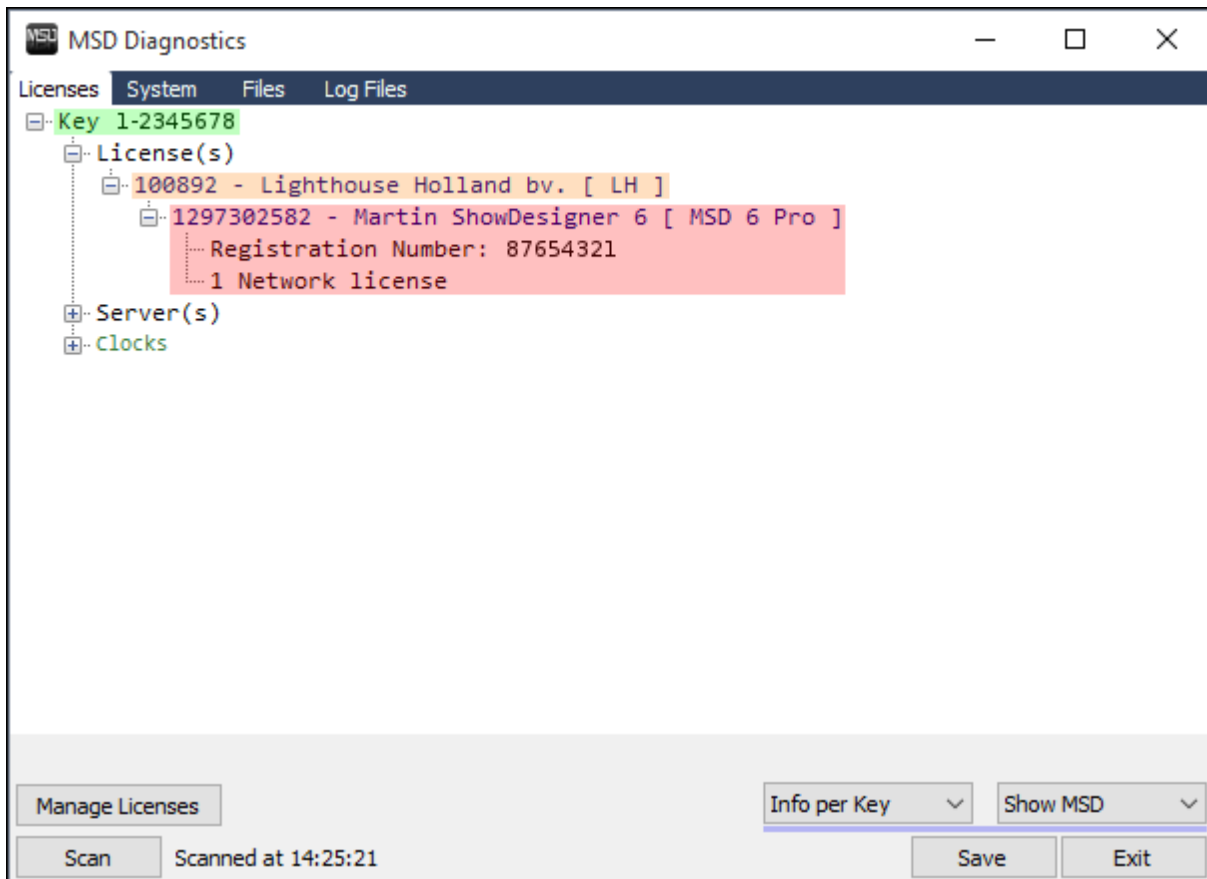 MSD MSD Diagnostics
Licenses System Files Log Files
Key 1-2345678
License(s)
100892 - Lighthouse Holland bv. [ LH ]
1297302582 - Martin ShowDesigner 6 [ MSD 6 Pro ]
Registration Number: 87654321
1 Network license
Server(s)
Clocks
Manage Licenses Info per Key Show MSD
Scan Scanned at 14:25:21 Save Exit